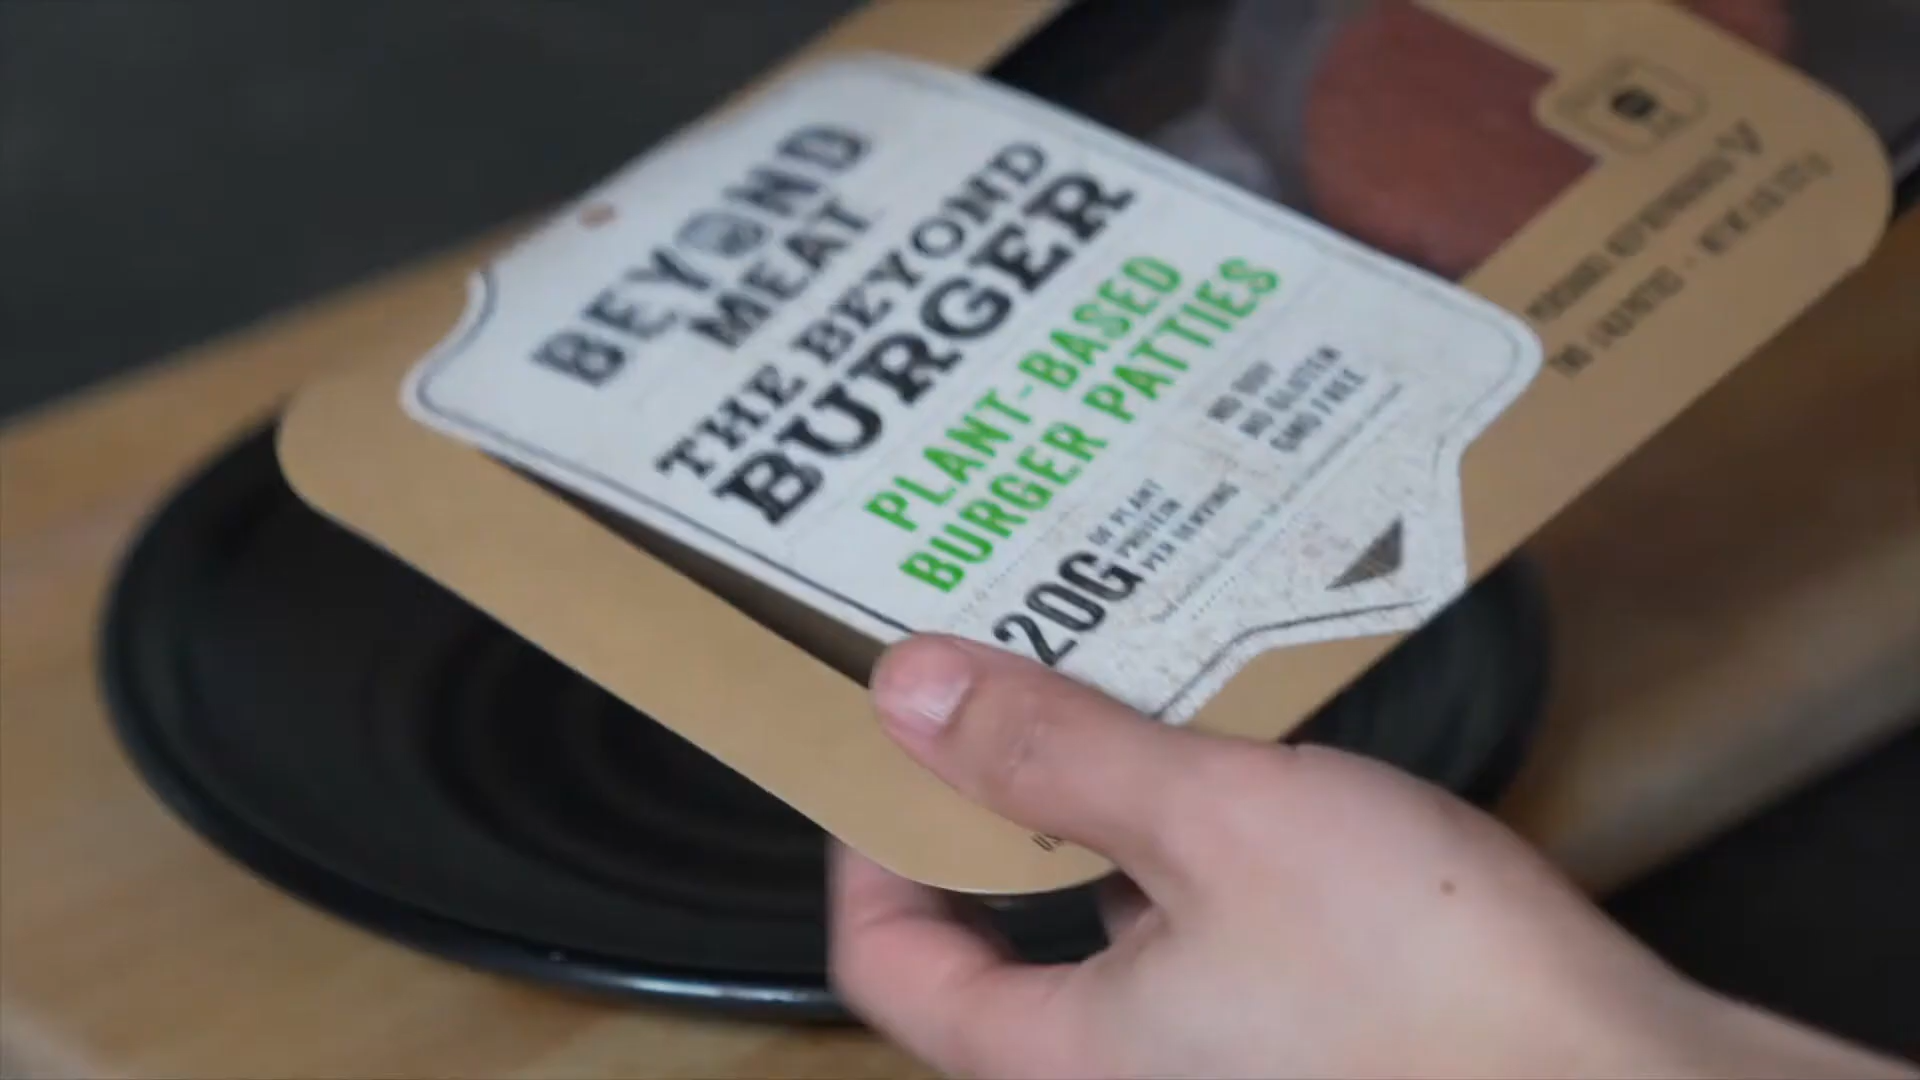 BEYOND
MEAT
THE BEYOND
BURGER
PLANT-BASED
BURGER PATTIES
NO SOY
NO GLUTEN
GMO FREE
20G
OF PLANT
PROTEIN
PER SERVING